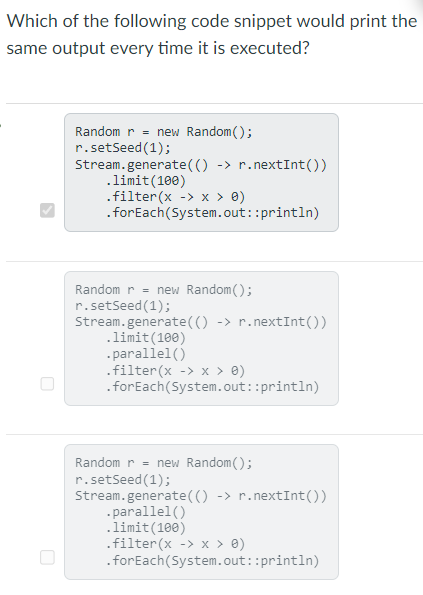 Which of the following code snippet would print the
same output every time it is executed?
Random r = new Random();
r.setSeed(1);
Stream.generate(() -> r.nextInt())
.limit(100)
.filter(x -> x > 0)
.forEach(System.out::println)
Random r = new Random();
r.setSeed(1);
Stream.generate(() -> r.nextInt())
.limit(100)
.parallel()
.filter(x -> x > 0)
.forEach(System.out::println)
Random r = new Random();
r.setSeed(1);
Stream.generate(() -> r.nextInt())
.parallel()
.limit(100)
.filter(x -> x > 0)
.forEach(System.out::println)